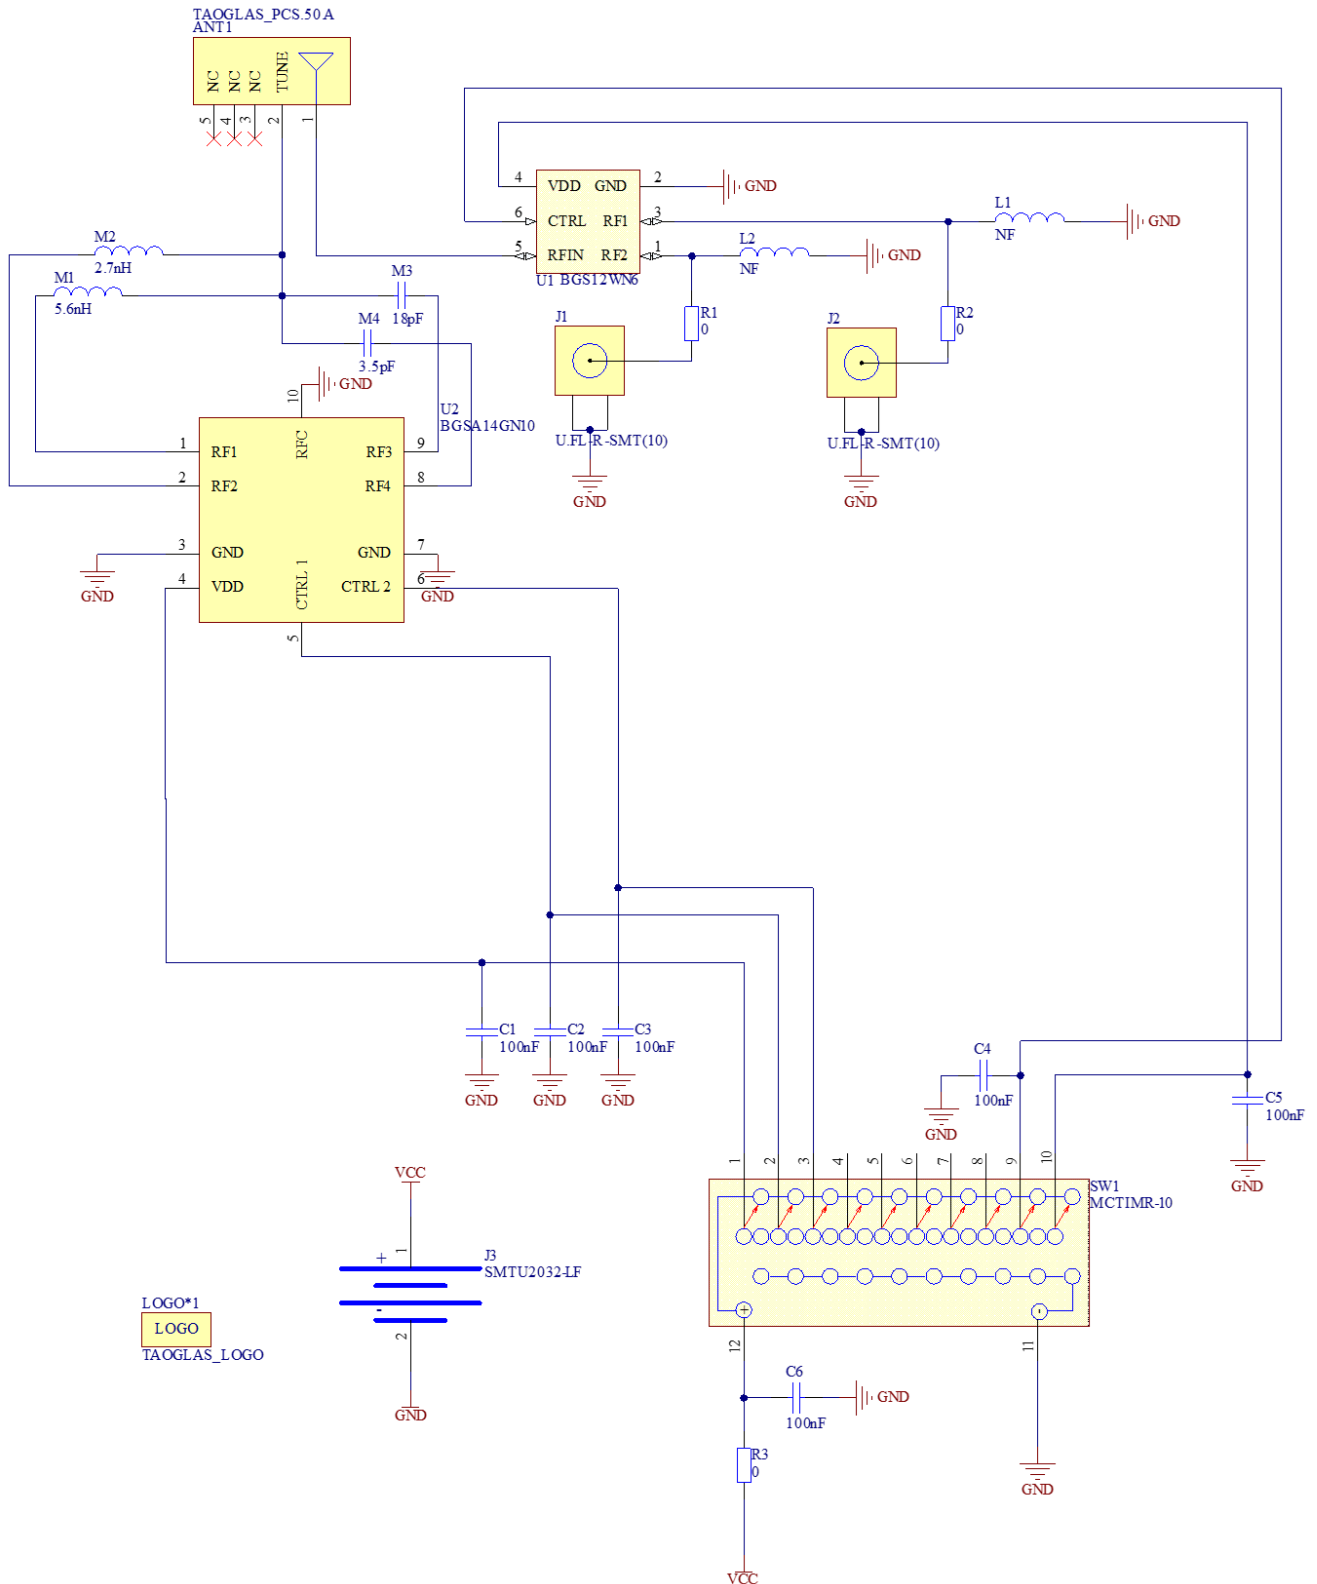 TAOGLAS_PCS.50A
ANT1
NC
NC
NC
TUNE
5
4
3
2
1
4
VDD
GND
2
GND
6
CTRL
RF1
3
5
RFIN
RF2
1
U1 BGS12WN6
L1
NF
GND
L2
NF
GND
M2
2.7nH
M1
5.6nH
M3
18pF
M4
3.5pF
J1
U.FL-R-SMT(10)
GND
R1
0
J2
U.FL-R-SMT(10)
GND
R2
0
10
GND
U2
BGSA14GN10
1
RF1
RFC
RF3
9
2
RF2
RF4
8
3
GND
GND
7
GND
4
VDD
CTRL 1
CTRL 2
6
GND
5
C1
100nF
GND
C2
100nF
GND
C3
100nF
GND
C4
100nF
GND
C5
100nF
GND
1
2
3
4
5
6
7
8
9
10
SW1
MCTIMR-10
+
-
12
11
VCC
1
+
J3
SMTU2032-LF
-
2
GND
LOGO*1
LOGO
TAOGLAS_LOGO
C6
100nF
GND
R3
0
VCC
GND